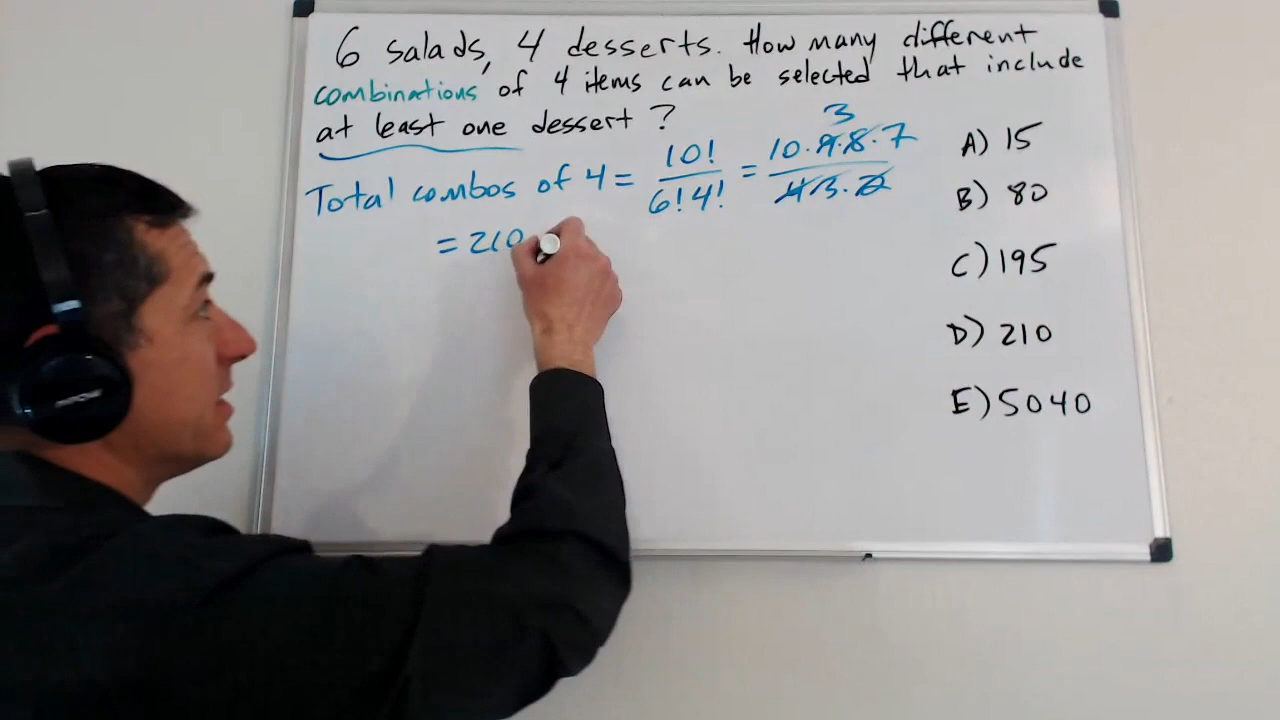 6 salads, 4 desserts. How many different
combinations of 4 items can be selected that include
at least one dessert?
Total combos of 4 = 10! / 6!4! = 10·9·8·7 / 4·3·2
3
= 210
A) 15
B) 80
C) 195
D) 210
E) 5040